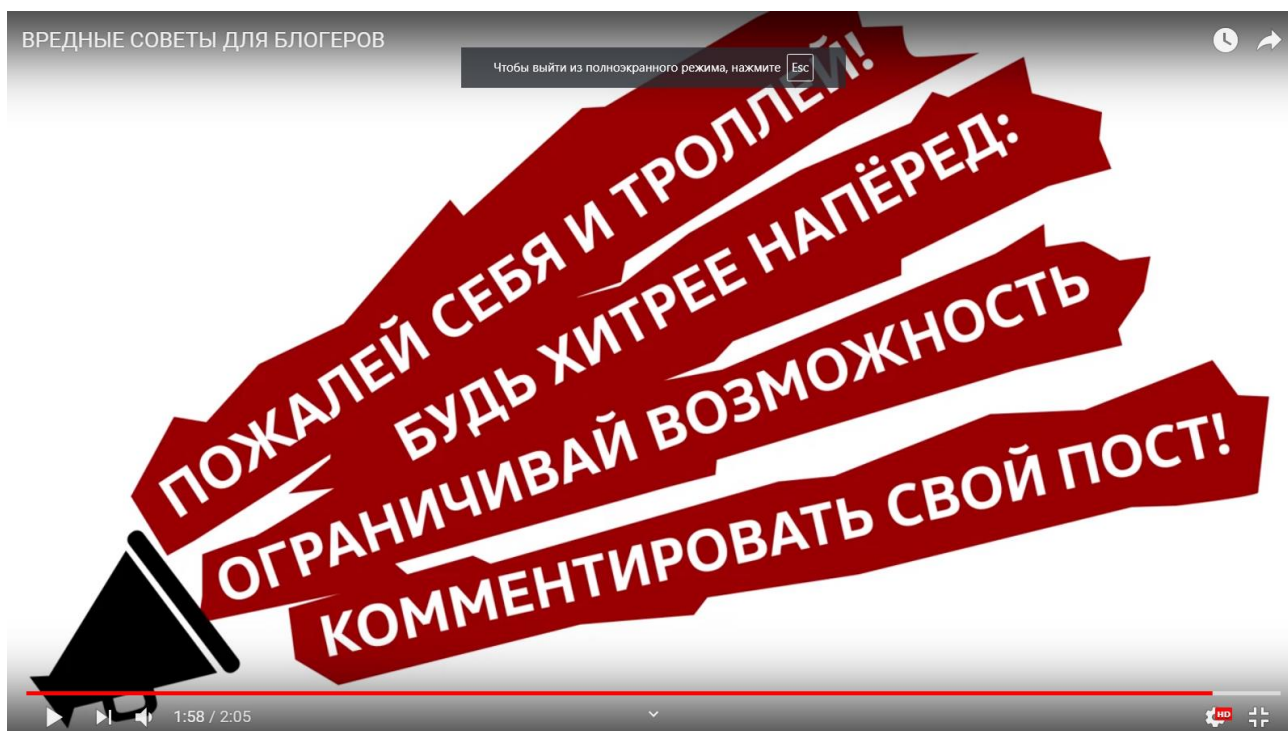 ВРЕДНЫЕ СОВЕТЫ ДЛЯ БЛОГЕРОВ
Чтобы выйти из полноэкранного режима, нажмите Esc
ПОЖАЛЕЙ СЕБЯ И ТРОЛЛЕЙ!
БУДЬ ХИТРЕЕ НАПЁРЕД:
ОГРАНИЧИВАЙ ВОЗМОЖНОСТЬ
КОММЕНТИРОВАТЬ СВОЙ ПОСТ!
1:58 / 2:05
HD